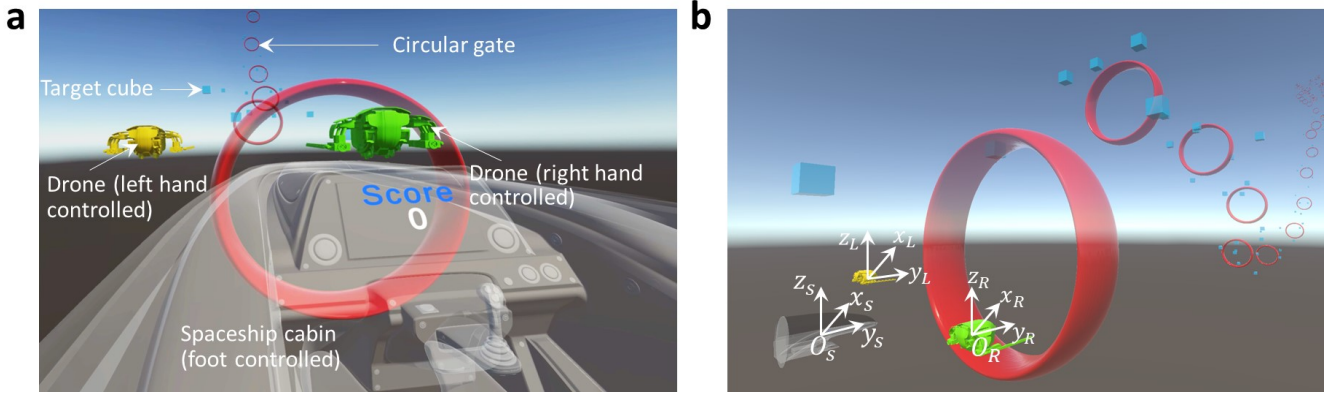 a
Circular gate
Target cube
Drone (left hand
controlled)
Drone (right hand
controlled)
Score
0
Spaceship cabin
(foot controlled)
b
z_L
x_L
y_L
z_S
x_S
y_S
O_S
z_R
x_R
y_R
O_R